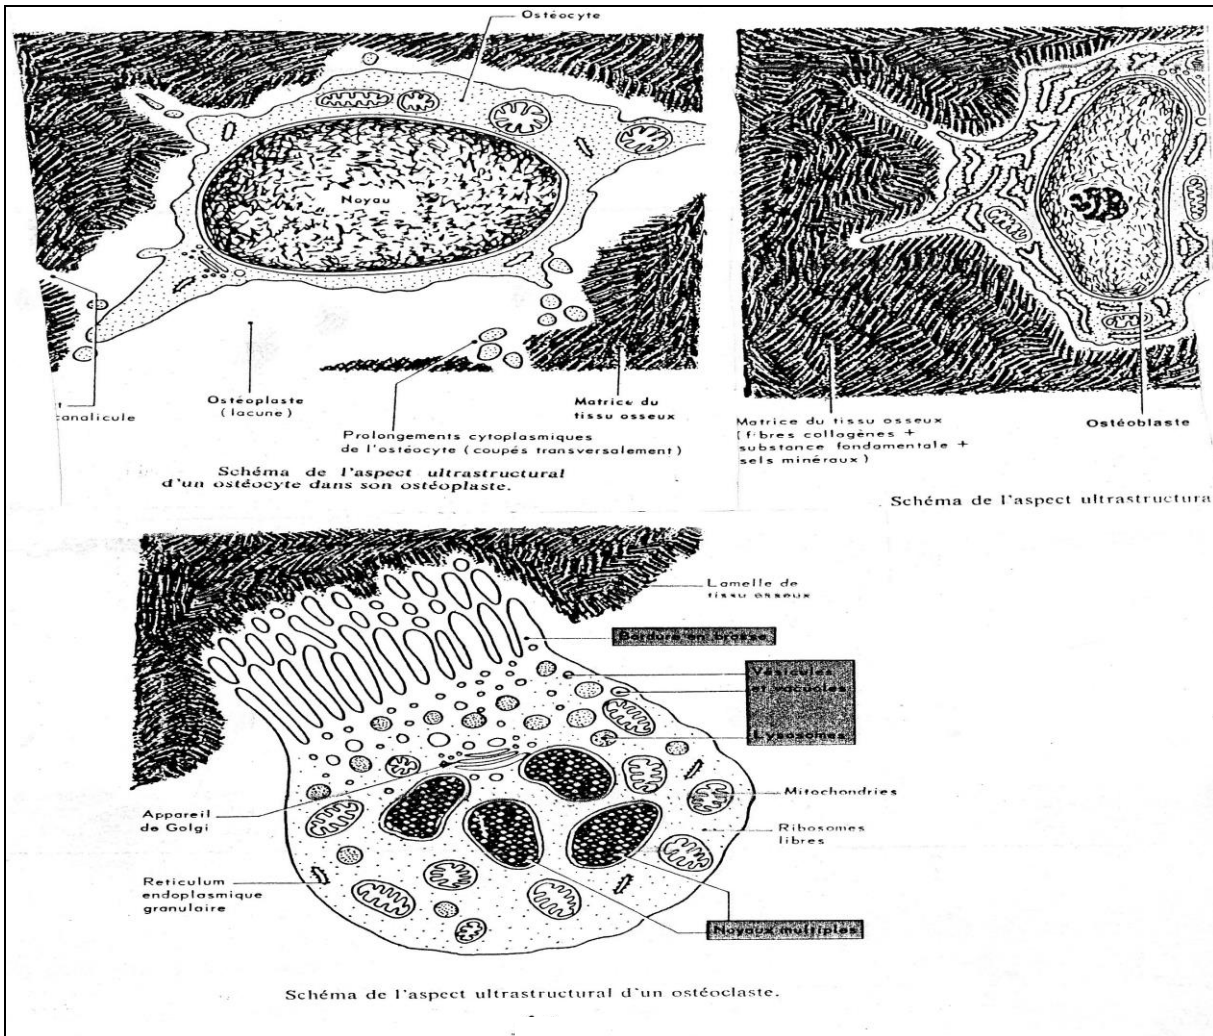 Ostéocyte
Noyau
canalicule
Ostéoplaste
(lacune)
Matrice du
tissu osseux
Prolongements cytoplasmiques
de l'ostéocyte (coupés transversalement)
Schéma de l'aspect ultrastructural
d'un ostéocyte dans son ostéoplaste.
Matrice du tissu osseux
(fibres collagènes +
substance fondamentale +
sels minéraux)
Ostéoblaste
Schéma de l'aspect ultrastructura
Lamelle de
tissu osseux
Bordure en brosse
Vésicules
et vacuoles
Lysosomes
Mitochondries
Ribosomes
libres
Appareil
de Golgi
Reticulum
endoplasmique
granulaire
Noyaux multiples
Schéma de l'aspect ultrastructural d'un ostéoclaste.